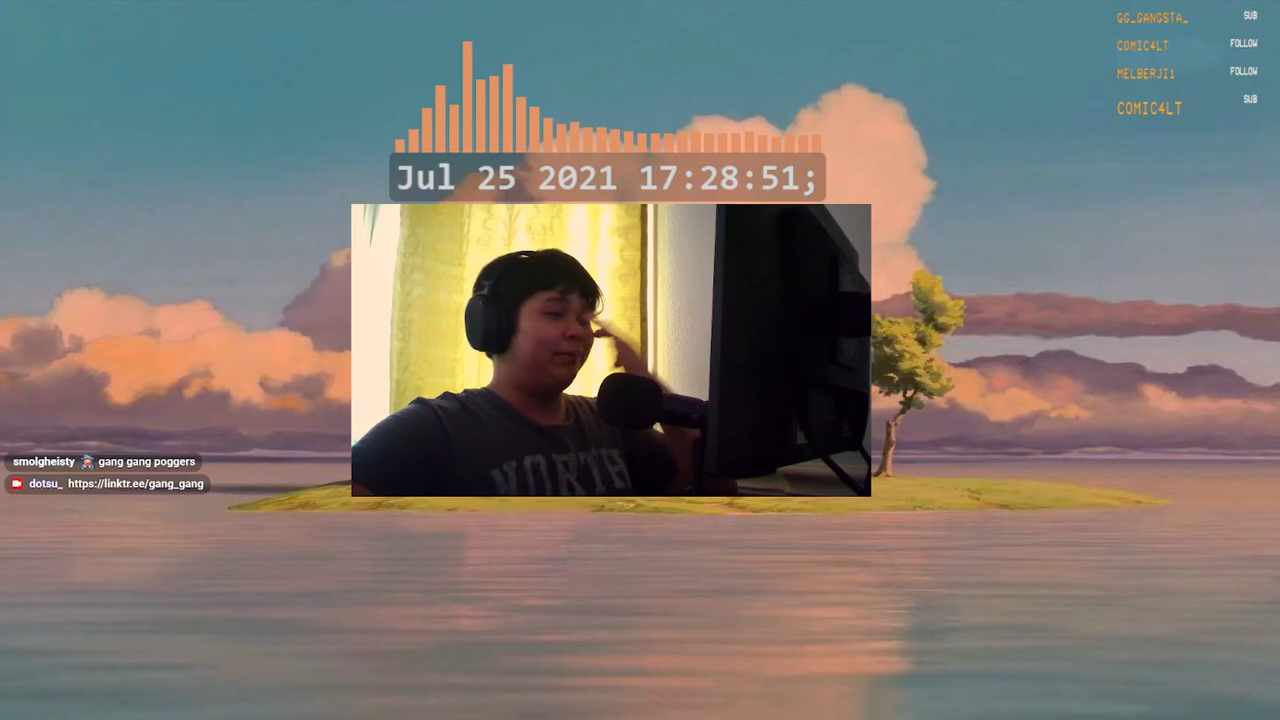 GG_GANGSTA_ SUB
COMIC4LT FOLLOW
MELBERJI1 FOLLOW
COMIC4LT SUB
Jul 25 2021 17:28:51;
NORTH
smolgheisty gang gang poggers
dotsu_ https://linktr.ee/gang_gang